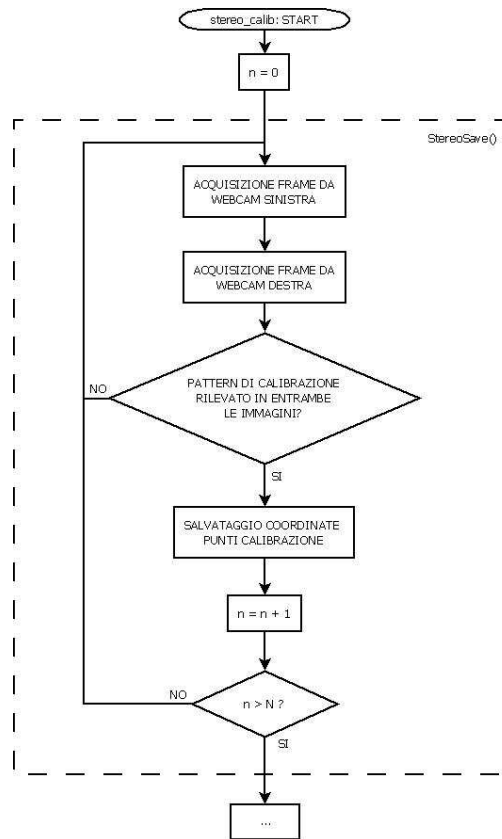 stereo_calib: START
n = 0
StereoSave()
ACQUISIZIONE FRAME DA
WEBCAM SINISTRA
ACQUISIZIONE FRAME DA
WEBCAM DESTRA
NO
PATTERN DI CALIBRAZIONE
RILEVATO IN ENTRAMBE
LE IMMAGINI?
SI
SALVATAGGIO COORDINATE
PUNTI CALIBRAZIONE
n = n + 1
NO
n > N ?
SI
...